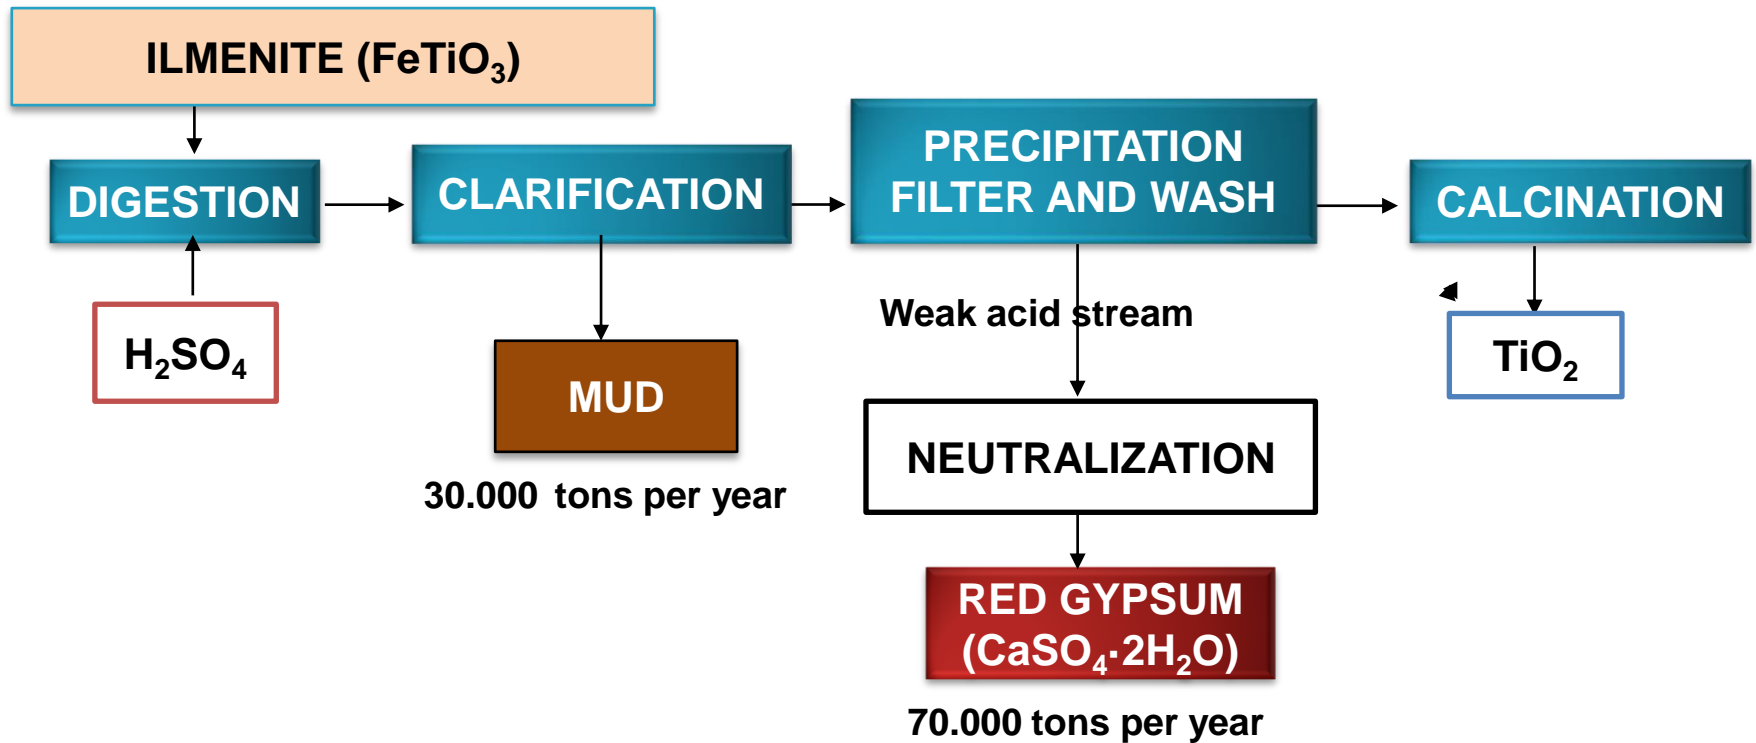 ILMENITE (FeTiO₃)
DIGESTION
CLARIFICATION
PRECIPITATION
FILTER AND WASH
CALCINATION
H₂SO₄
Weak acid stream
TiO₂
MUD
30.000 tons per year
NEUTRALIZATION
RED GYPSUM
(CaSO₄·2H₂O)
70.000 tons per year